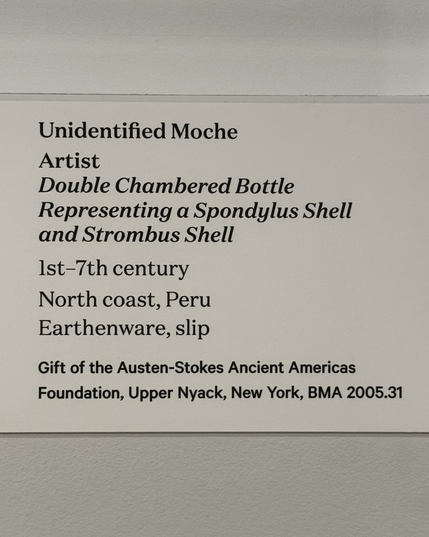 Unidentified Moche
Artist
Double Chambered Bottle
Representing a Spondylus Shell
and Strombus Shell
1st–7th century
North coast, Peru
Earthenware, slip
Gift of the Austen-Stokes Ancient Americas
Foundation, Upper Nyack, New York, BMA 2005.31